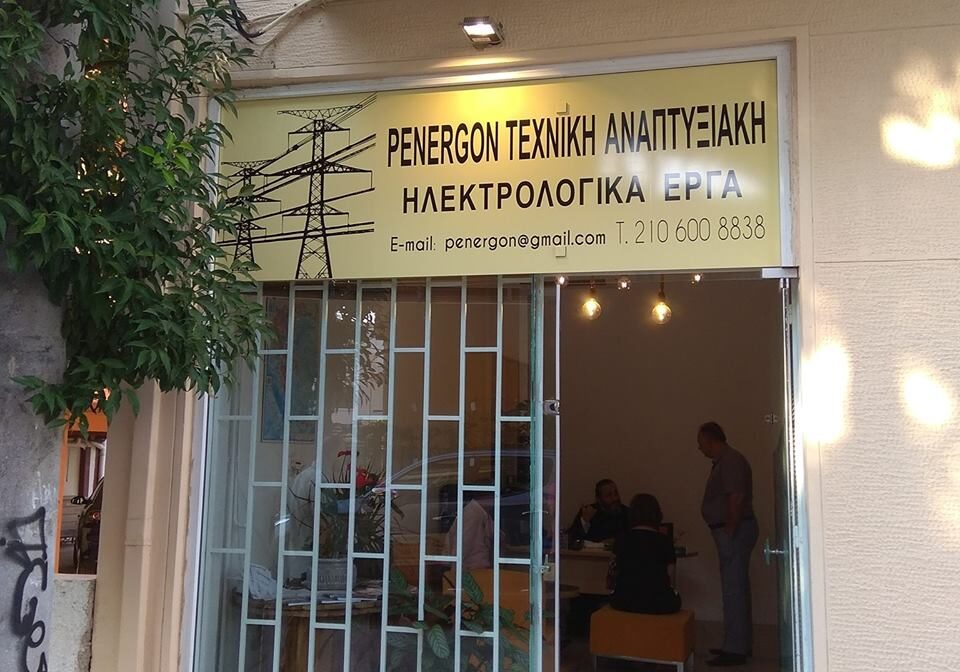 PENERGON ΤΕΧΝΙΚΗ ΑΝΑΠΤΥΞΙΑΚΗ
ΗΛΕΚΤΡΟΛΟΓΙΚΑ ΕΡΓΑ
E-mail: penergon@gmail.com T. 210 600 8838